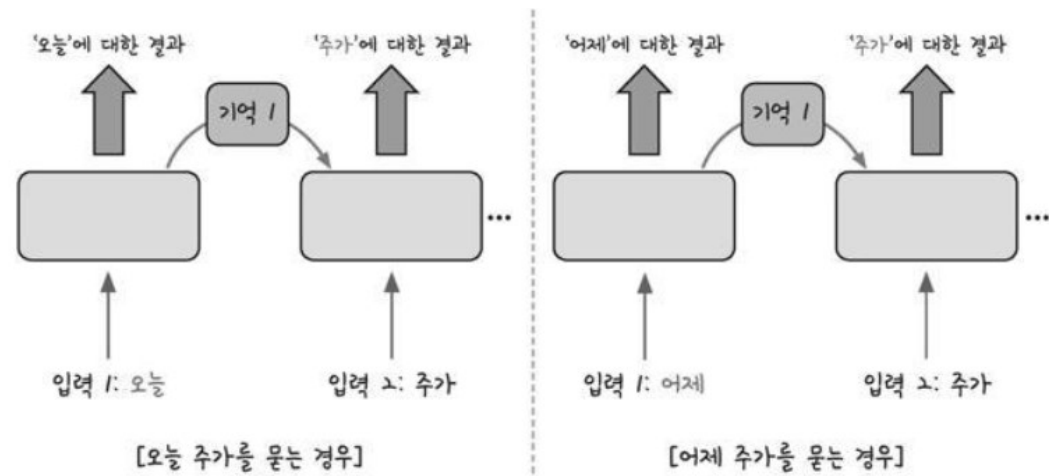 '오늘'에 대한 결과
'주가'에 대한 결과
기억 1
...
입력 1: 오늘
입력 2: 주가
[오늘 주가를 묻는 경우]
'어제'에 대한 결과
'주가'에 대한 결과
기억 1
...
입력 1: 어제
입력 2: 주가
[어제 주가를 묻는 경우]